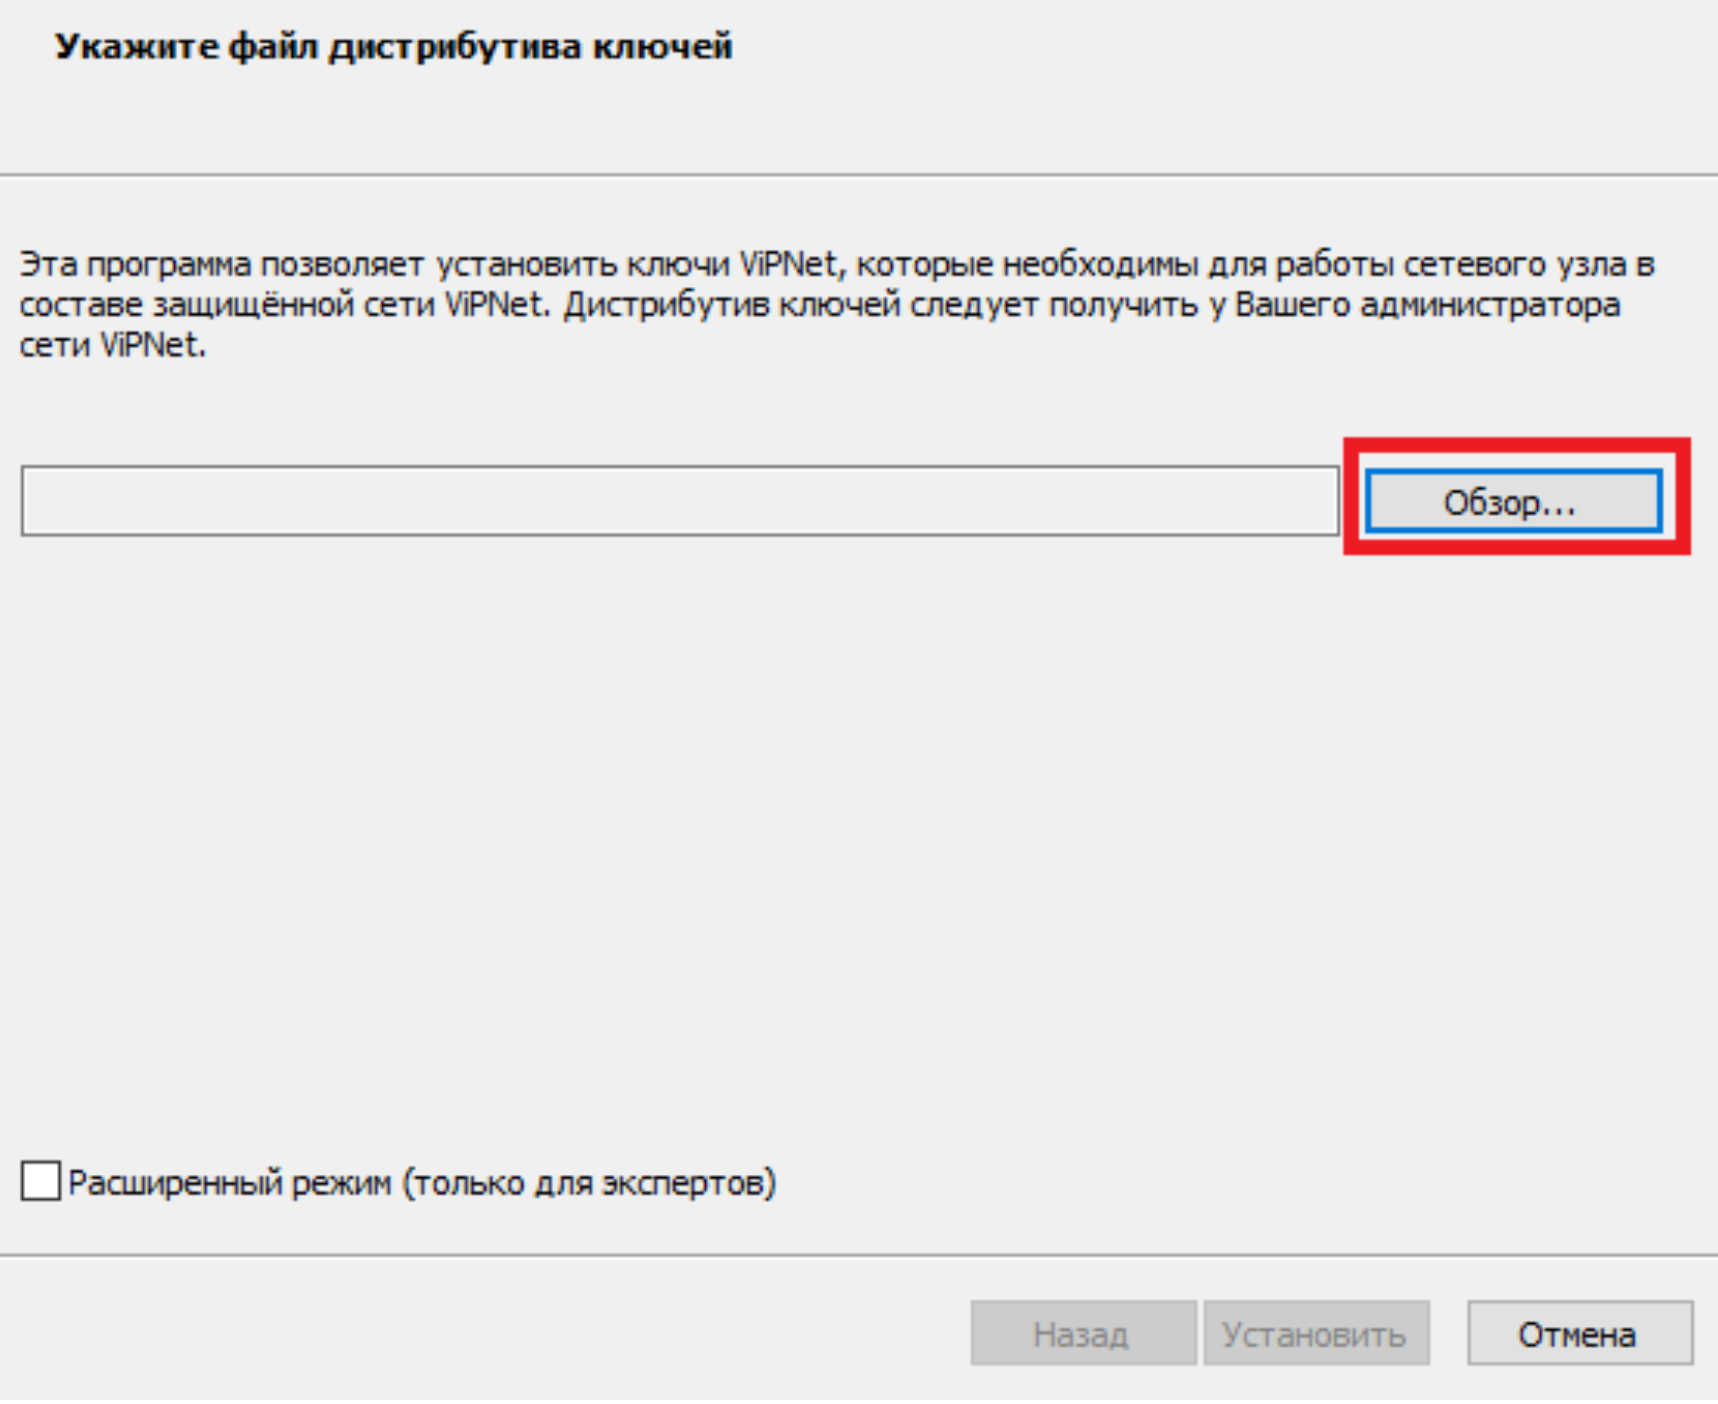 Укажите файл дистрибутива ключей
Эта программа позволяет установить ключи ViPNet, которые необходимы для работы сетевого узла в
составе защищённой сети ViPNet. Дистрибутив ключей следует получить у Вашего администратора
сети ViPNet.
Обзор...
Расширенный режим (только для экспертов)
Назад Установить Отмена